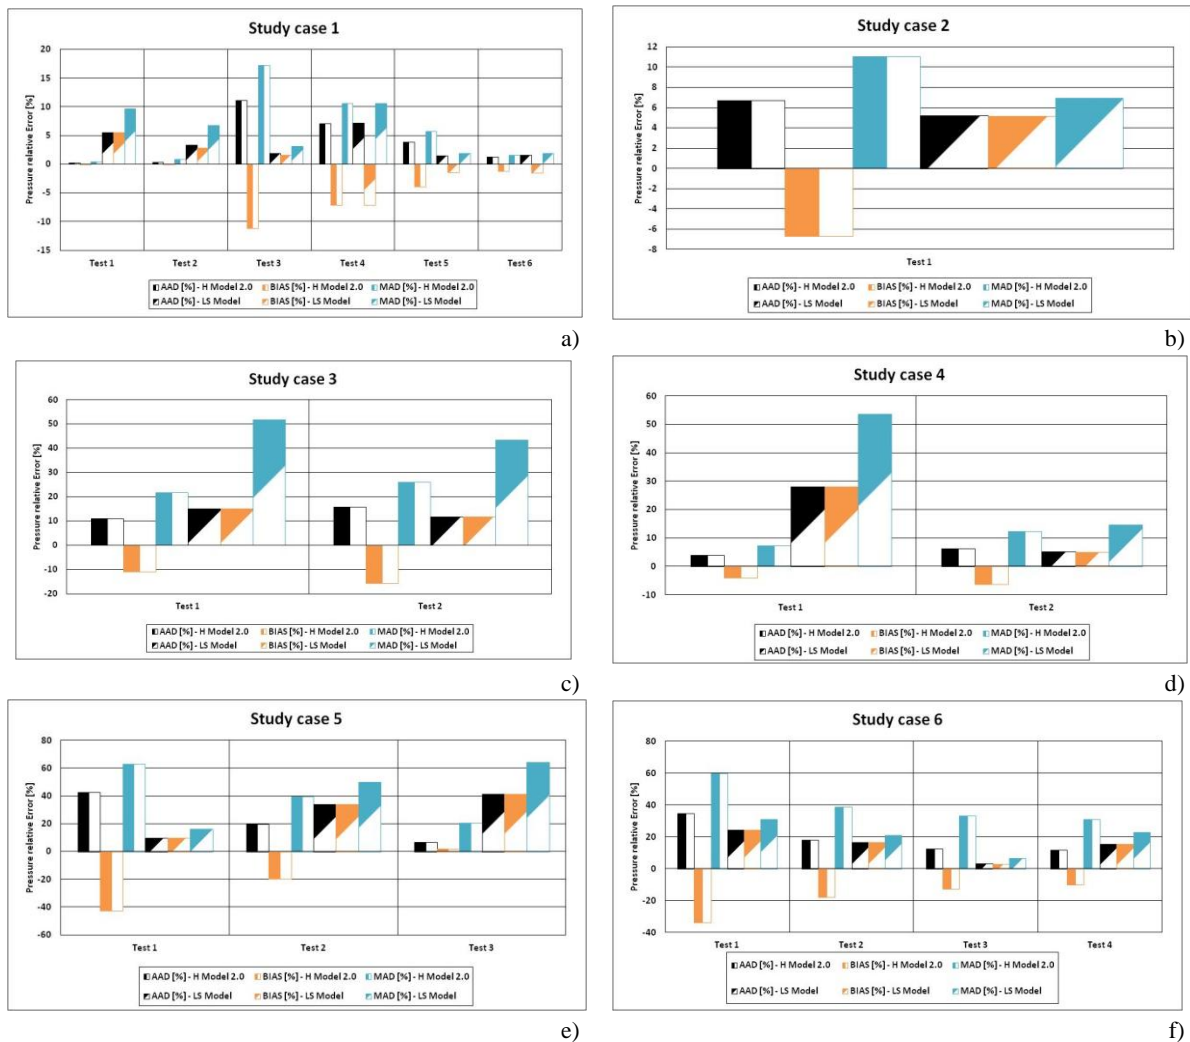 Study case 1
Pressure relative Error [%]
20
15
10
5
0
-5
-10
-15
Test 1 Test 2 Test 3 Test 4 Test 5 Test 6
AAD [%] - H Model 2.0 BIAS [%] - H Model 2.0 MAD [%] - H Model 2.0
AAD [%] - LS Model BIAS [%] - LS Model MAD [%] - LS Model
a)
Study case 2
Pressure relative Error [%]
12
10
8
6
4
2
0
-2
-4
-6
-8
Test 1
AAD [%] - H Model 2.0 BIAS [%] - H Model 2.0 MAD [%] - H Model 2.0
AAD [%] - LS Model BIAS [%] - LS Model MAD [%] - LS Model
b)
Study case 3
Pressure relative Error [%]
60
50
40
30
20
10
0
-10
-20
Test 1 Test 2
AAD [%] - H Model 2.0 BIAS [%] - H Model 2.0 MAD [%] - H Model 2.0
AAD [%] - LS Model BIAS [%] - LS Model MAD [%] - LS Model
c)
Study case 4
Pressure relative Error [%]
60
50
40
30
20
10
0
-10
Test 1 Test 2
AAD [%] - H Model 2.0 BIAS [%] - H Model 2.0 MAD [%] - H Model 2.0
AAD [%] - LS Model BIAS [%] - LS Model MAD [%] - LS Model
d)
Study case 5
Pressure relative Error [%]
80
60
40
20
0
-20
-40
-60
Test 1 Test 2 Test 3
AAD [%] - H Model 2.0 BIAS [%] - H Model 2.0 MAD [%] - H Model 2.0
AAD [%] - LS Model BIAS [%] - LS Model MAD [%] - LS Model
e)
Study case 6
Pressure relative Error [%]
80
60
40
20
0
-20
-40
Test 1 Test 2 Test 3 Test 4
AAD [%] - H Model 2.0 BIAS [%] - H Model 2.0 MAD [%] - H Model 2.0
AAD [%] - LS Model BIAS [%] - LS Model MAD [%] - LS Model
f)